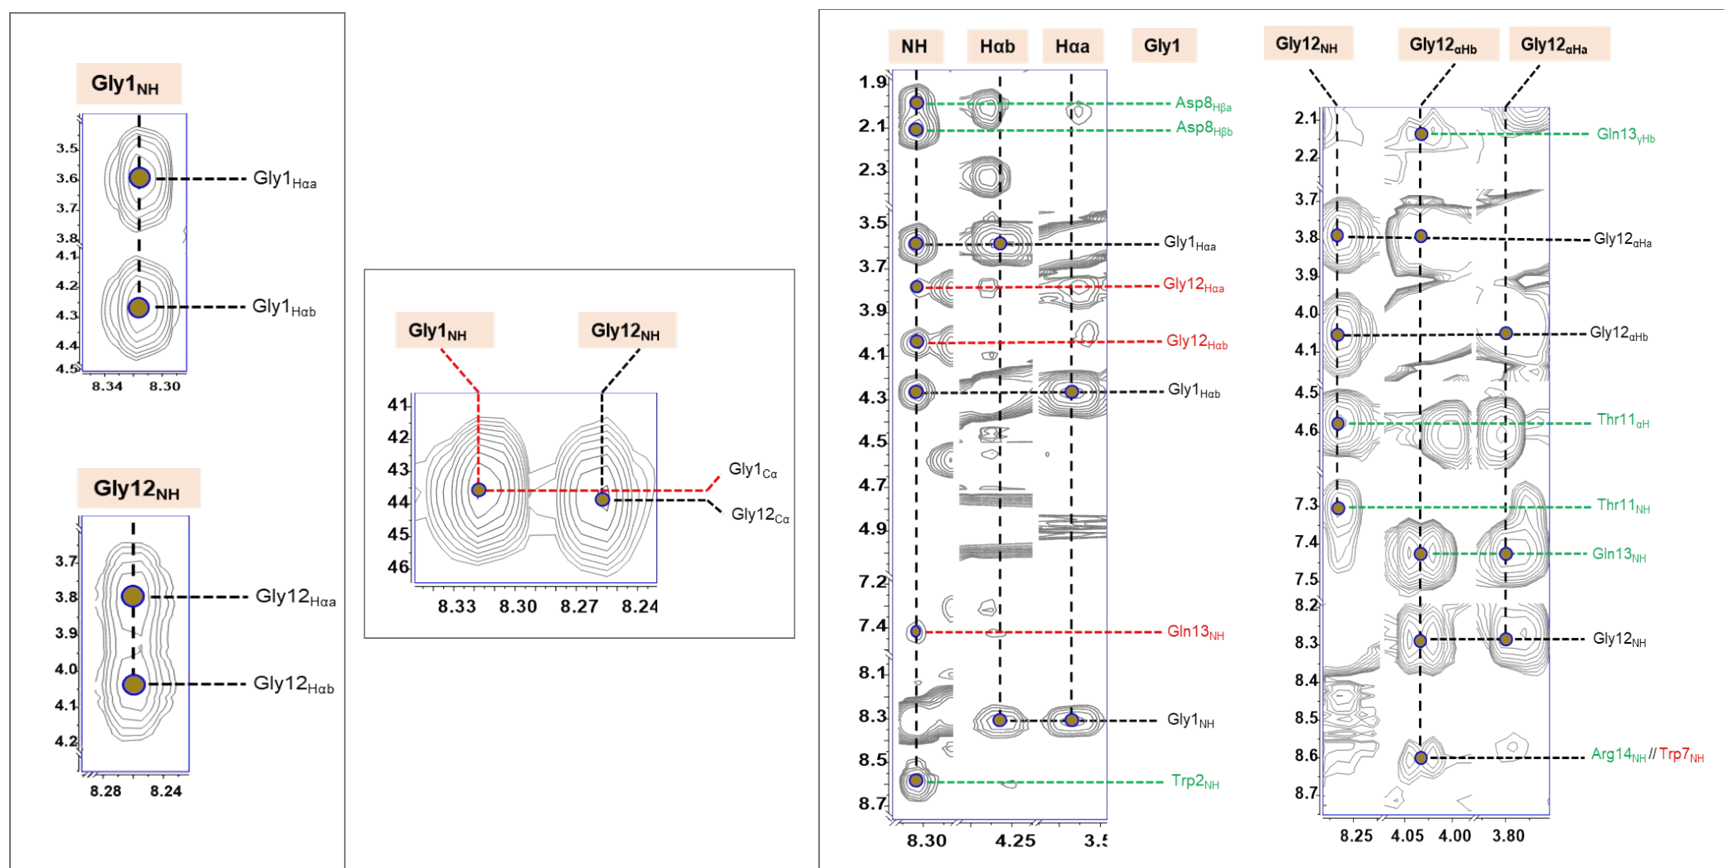 Gly1NH
3.5
3.6
3.7
3.8
4.1
4.2
4.3
4.4
4.5
8.34
8.30
Gly1Hαa
Gly1Hαb
Gly12NH
3.7
3.8
3.9
4.0
4.1
4.2
8.28
8.24
Gly12Hαa
Gly12Hαb
Gly1NH
Gly12NH
41
42
43
44
45
46
8.33
8.30
8.27
8.24
Gly1Cα
Gly12Cα
NH
Hαb
Hαa
Gly1
1.9
2.1
2.3
3.5
3.7
3.9
4.1
4.3
4.5
4.7
4.9
7.2
7.4
8.1
8.3
8.5
8.7
8.30
4.25
Asp8Hβa
Asp8Hβb
Gly1Hαa
Gly12Hαa
Gly12Hαb
Gly1Hαb
Gln13NH
Gly1NH
Trp2NH
Gly12NH
Gly12αHb
Gly12αHa
2.1
2.2
3.7
3.8
3.9
4.0
4.1
4.5
4.6
7.3
7.4
7.5
8.2
8.3
8.4
8.5
8.6
8.7
8.25
4.05
4.00
3.80
Gln13γHb
Gly12αHa
Gly12αHb
Thr11αH
Thr11NH
Gln13NH
Gly12NH
Arg14NH//Trp7NH